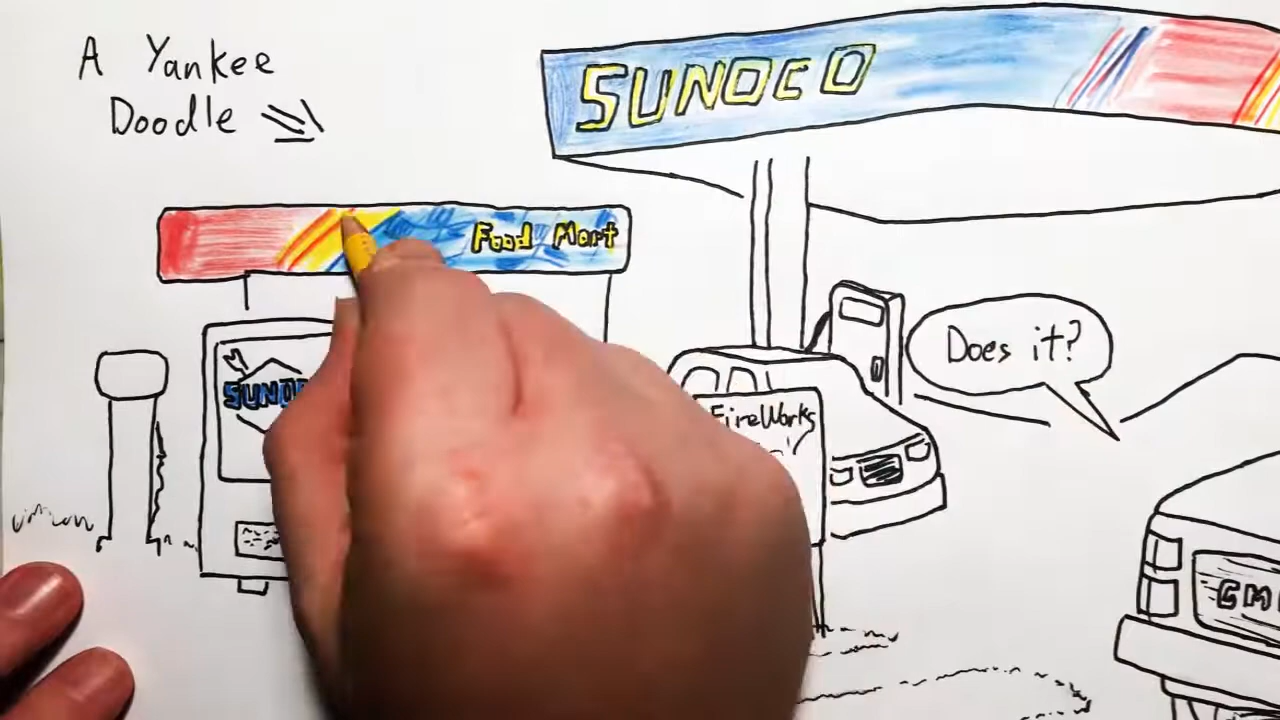 A Yankee
Doodle
SUNOCO
Food Mart
Does it?
FireWorks